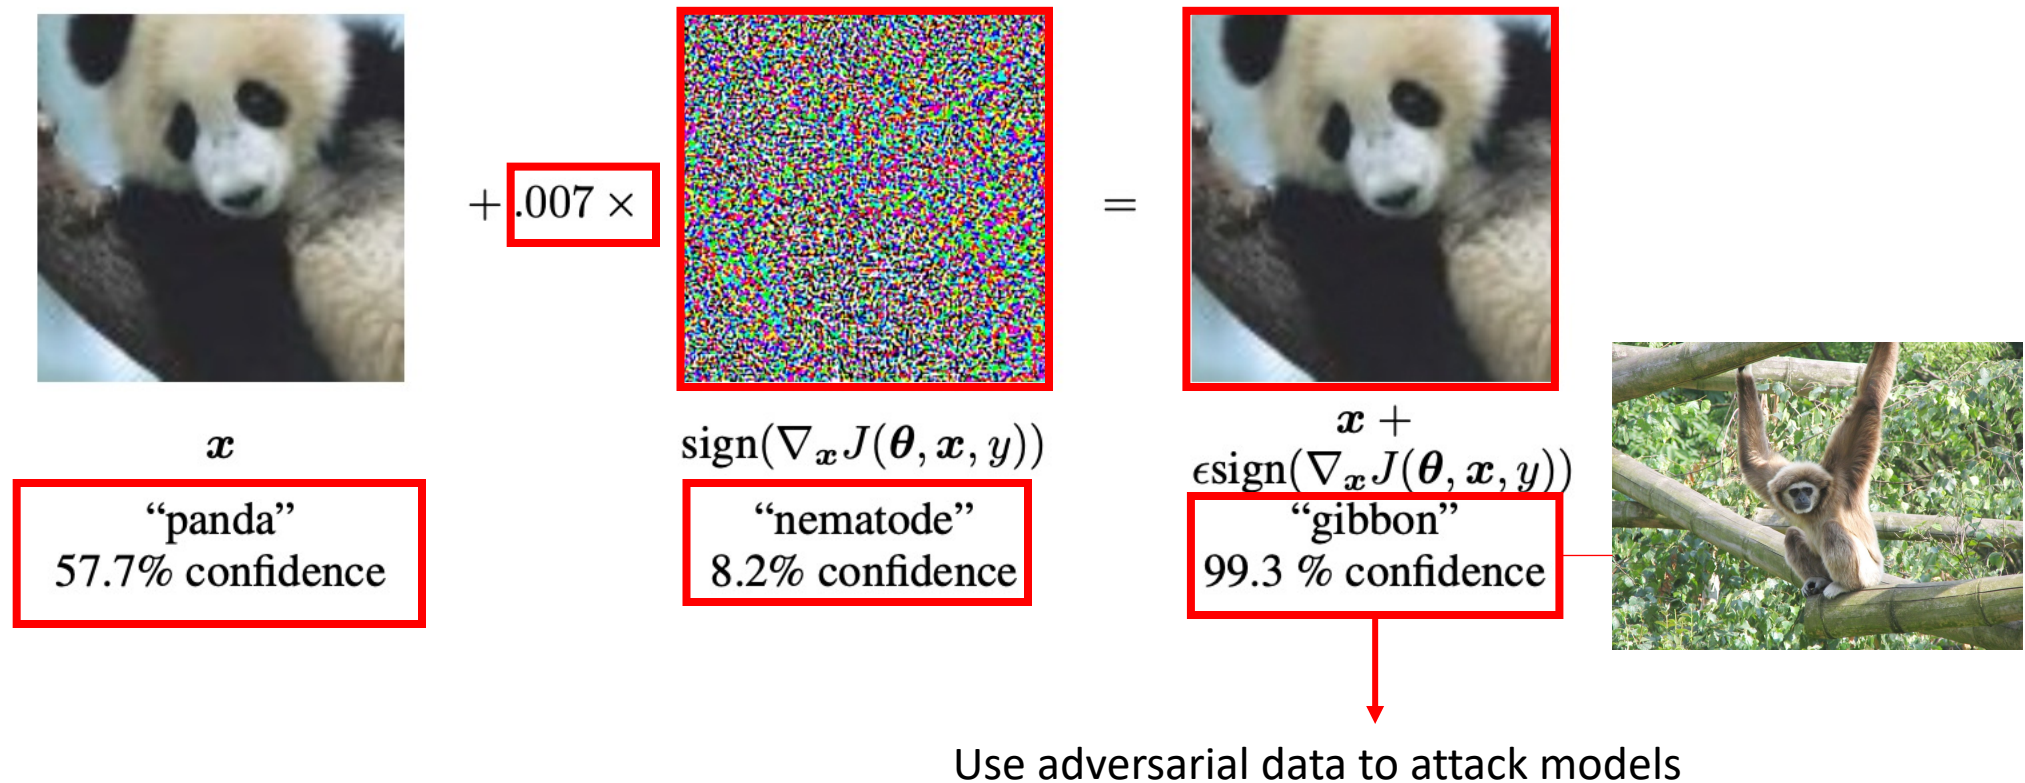 + .007 ×
=
x
sign(∇ₓJ(θ, x, y))
x +
ϵsign(∇ₓJ(θ, x, y))
“panda”
57.7% confidence
“nematode”
8.2% confidence
“gibbon”
99.3 % confidence
Use adversarial data to attack models